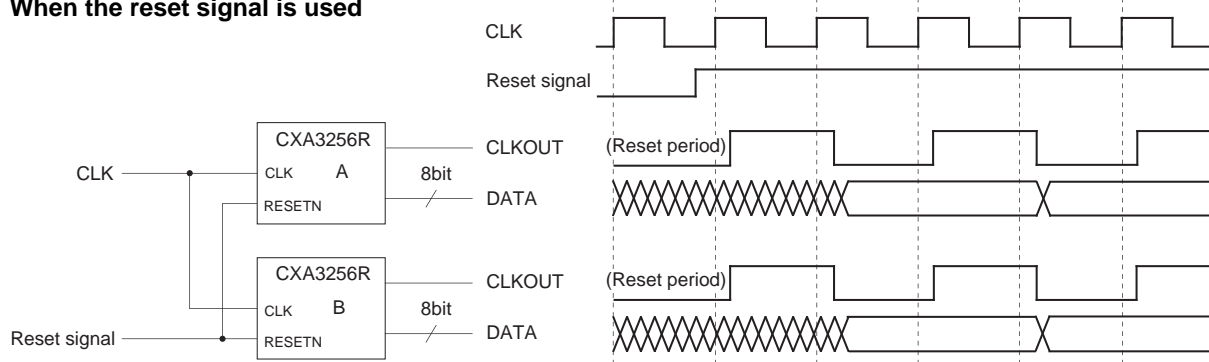 When the reset signal is used
CLK
Reset signal
CXA3256R
CLK A
RESETN
CLK
8bit
CLKOUT
(Reset period)
DATA
CXA3256R
CLK B
RESETN
Reset signal
8bit
CLKOUT
(Reset period)
DATA